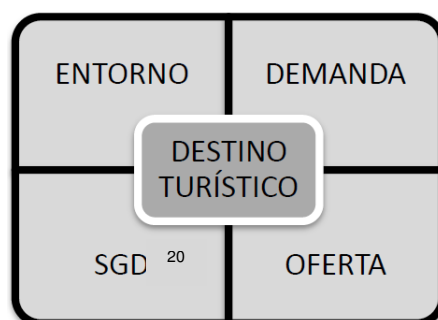 ENTORNO
DEMANDA
DESTINO
TURÍSTICO
SGD 20
OFERTA